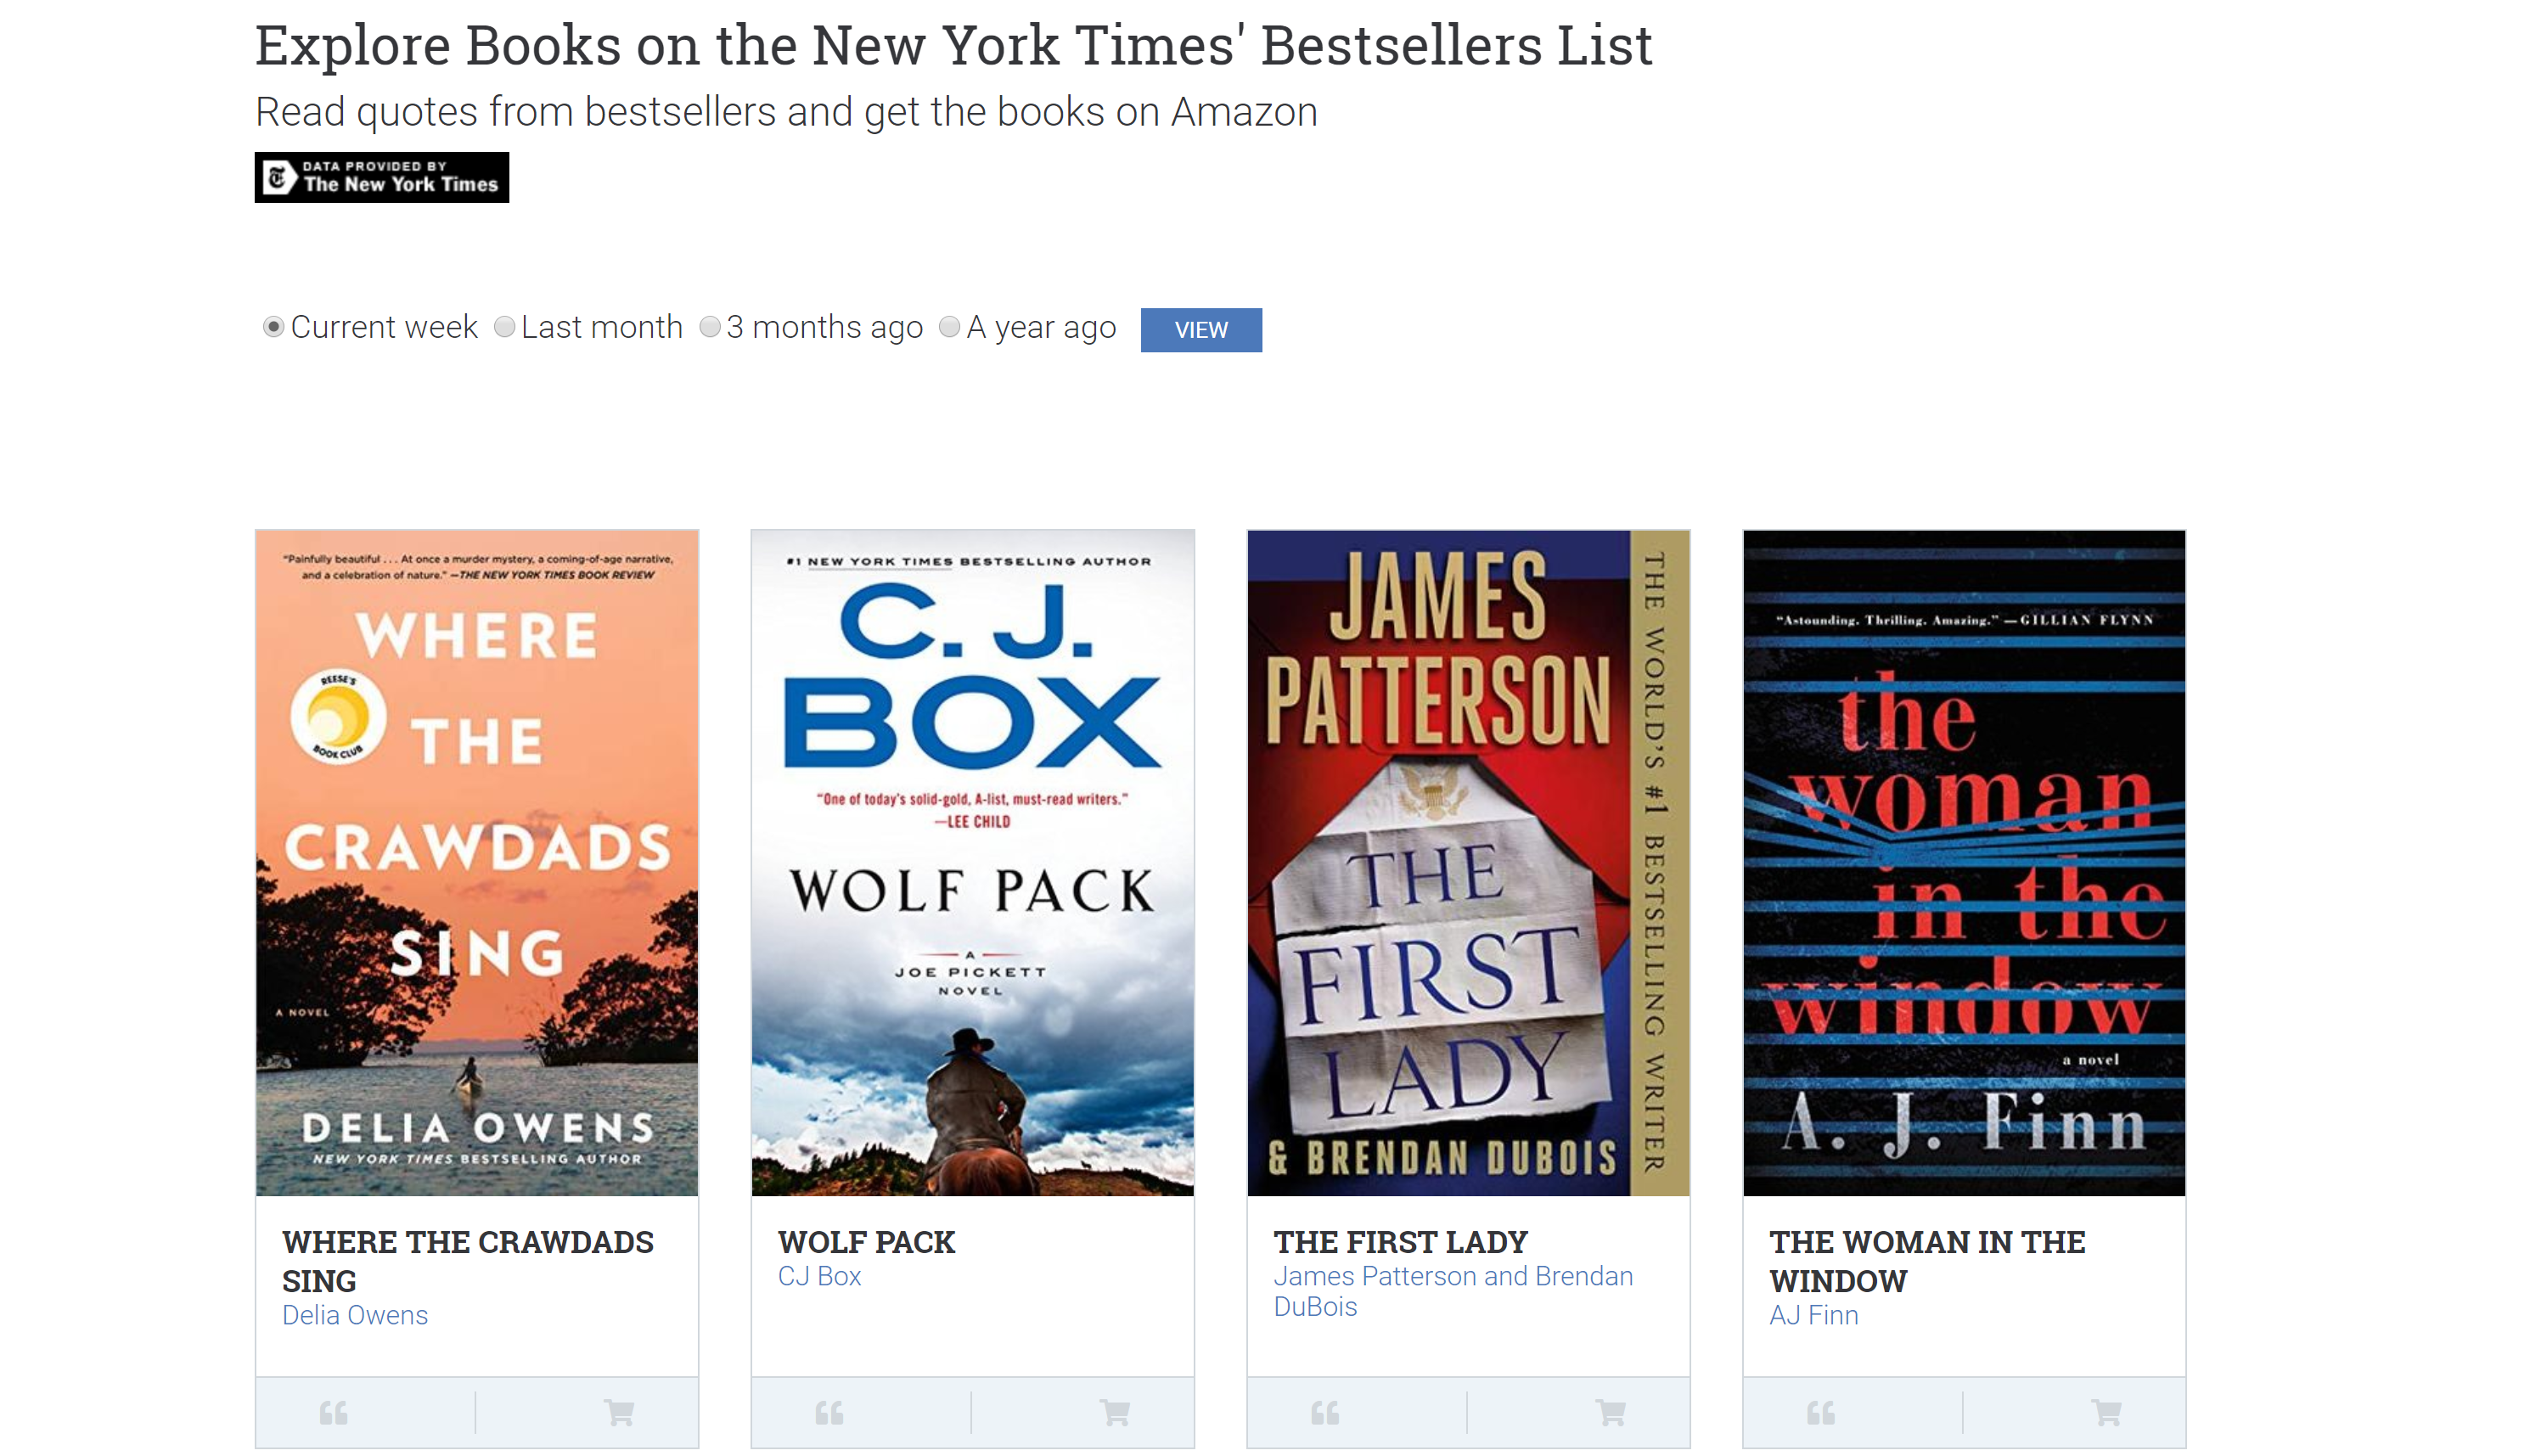 Explore Books on the New York Times' Bestsellers List
Read quotes from bestsellers and get the books on Amazon
DATA PROVIDED BY
The New York Times
Current week Last month 3 months ago A year ago VIEW
"Painfully beautiful . . . At once a murder mystery, a coming-of-age narrative,
and a celebration of nature." —THE NEW YORK TIMES BOOK REVIEW
WHERE
REESE'S
BOOK CLUB
THE
CRAWDADS
SING
A NOVEL
DELIA OWENS
NEW YORK TIMES BESTSELLING AUTHOR
WHERE THE CRAWDADS
SING
Delia Owens
#1 NEW YORK TIMES BESTSELLING AUTHOR
C. J.
BOX
"One of today's solid-gold, A-list, must-read writers."
—LEE CHILD
WOLF PACK
A
JOE PICKETT
NOVEL
WOLF PACK
CJ Box
JAMES
PATTERSON
THE
FIRST
LADY
& BRENDAN DUBOIS
THE WORLD'S #1 BESTSELLING WRITER
THE FIRST LADY
James Patterson and Brendan
DuBois
"Astounding. Thrilling. Amazing." —GILLIAN FLYNN
the
woman
in the
window
a novel
A. J. Finn
THE WOMAN IN THE
WINDOW
AJ Finn